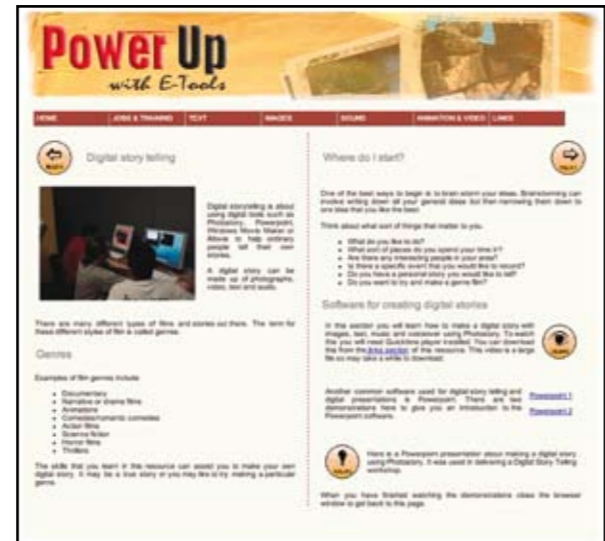 Power Up
with E-Tools
HOME
JOBS & TRAINING
TEXT
IMAGES
SOUND
ANIMATION & VIDEO
LINKS
Digital story telling
Digital storytelling is about
using digital tools such as
Photostory, Powerpoint,
Windows Movie Maker or
iMovie to help ordinary
people tell their own
stories.
A digital story can be
made up of photographs,
video, text and audio.
There are many different types of films and stories out there. The term for
these different styles of film is called genres.
Genres
Examples of film genres include:
Documentary
Narrative or drama films
Animations
Comedies/romantic comedies
Action films
Science fiction
Horror films
Thrillers
The skills that you learn in this resource can assist you to make your own
digital story. It may be a true story or you may like to try making a particular
genre.
Where do I start?
One of the best ways to begin is to brain storm your ideas. Brainstorming can
involve writing down all your general ideas but then narrowing them down to
one idea that you like the best.
Think about what sort of things that matter to you.
What do you like to do?
What sort of places do you spend your time in?
Are there any interesting people in your area?
Is there a specific event that you would like to record?
Do you have a personal story you would like to tell?
Do you want to try and make a genre film?
Software for creating digital stories
In this section you will learn how to make a digital story with
images, text, music and voiceover using Photostory. To watch
this you will need Quicktime player installed. You can download
this from the links section of this resource. This video is a large
file so may take a while to download.
Another common software used for digital story telling and
digital presentations is Powerpoint. There are two
demonstrations here to give you an introduction to the
Powerpoint software.
Powerpoint 1
Powerpoint 2
Here is a Powerpoint presentation about making a digital story
using Photostory. It was used in delivering a Digital Story Telling
workshop.
When you have finished watching the demonstrations close the browser
window to get back to this page.